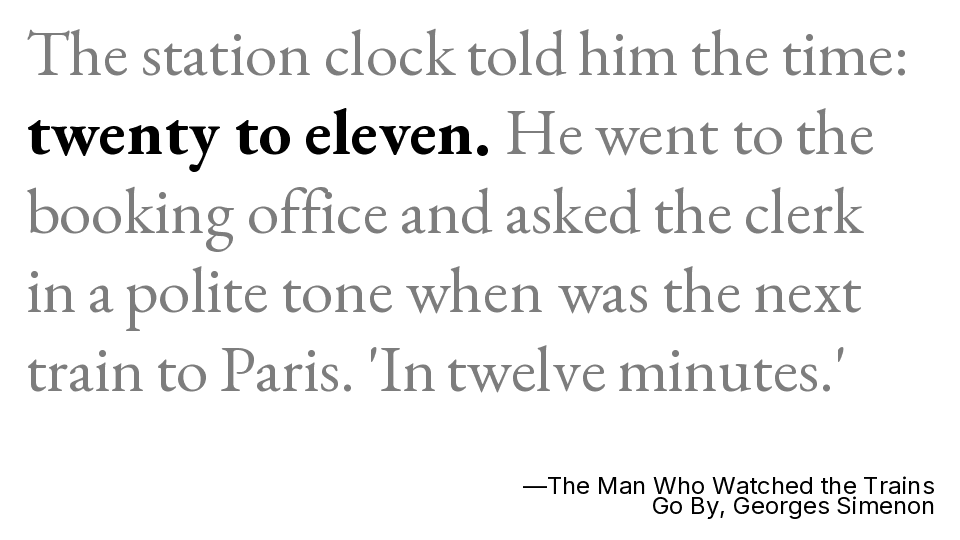 The station clock told him the time:
twenty to eleven. He went to the
booking office and asked the clerk
in a polite tone when was the next
train to Paris. 'In twelve minutes.'
—The Man Who Watched the Trains
Go By, Georges Simenon